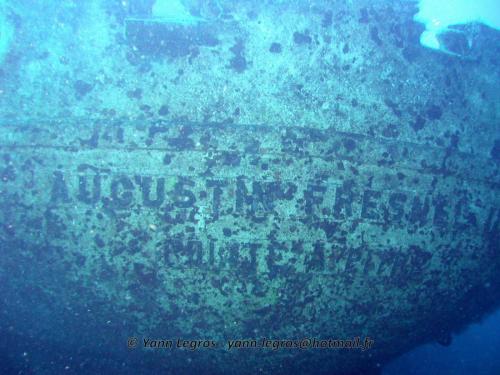 AUGUSTIN FRESNEL
POINTE À PITRE
© Yann Legros . yann-legros@hotmail.fr